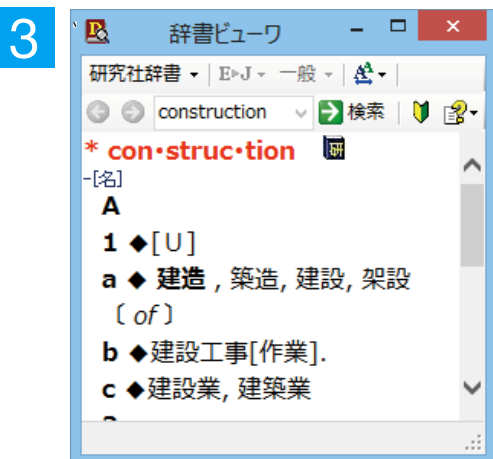 3
辞書ビューワ
研究社辞書 E▸J 一般
construction 検索
* con•struc•tion 研
-[名]
A
1 ◆[U]
a ◆ 建造 , 築造, 建設, 架設
〔 of 〕
b ◆建設工事[作業].
c ◆建設業, 建築業